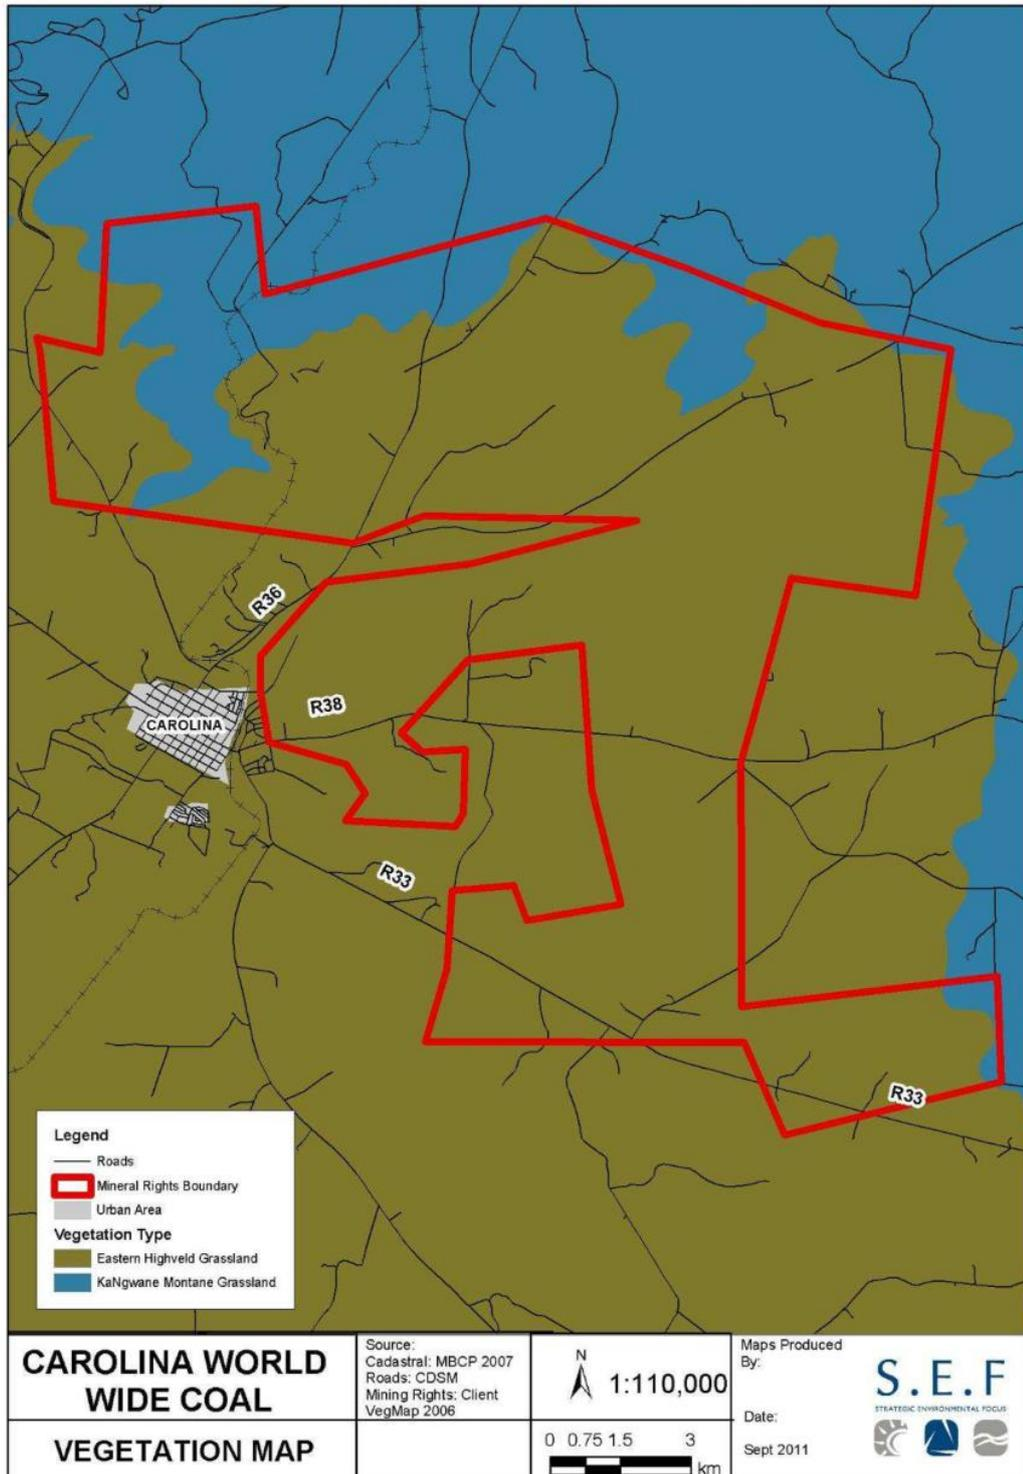 R36
R38
CAROLINA
R33
R33
Legend
Roads
Mineral Rights Boundary
Urban Area
Vegetation Type
Eastern Highveld Grassland
KaNgwane Montane Grassland
CAROLINA WORLD
WIDE COAL
VEGETATION MAP
Source:
Cadastral: MBCP 2007
Roads: CDSM
Mining Rights: Client
VegMap 2006
N
1:110,000
0 0.75 1.5 3
km
Maps Produced
By:
Date:
Sept 2011
S.E.F
STRATEGIC ENVIRONMENTAL FOCUS